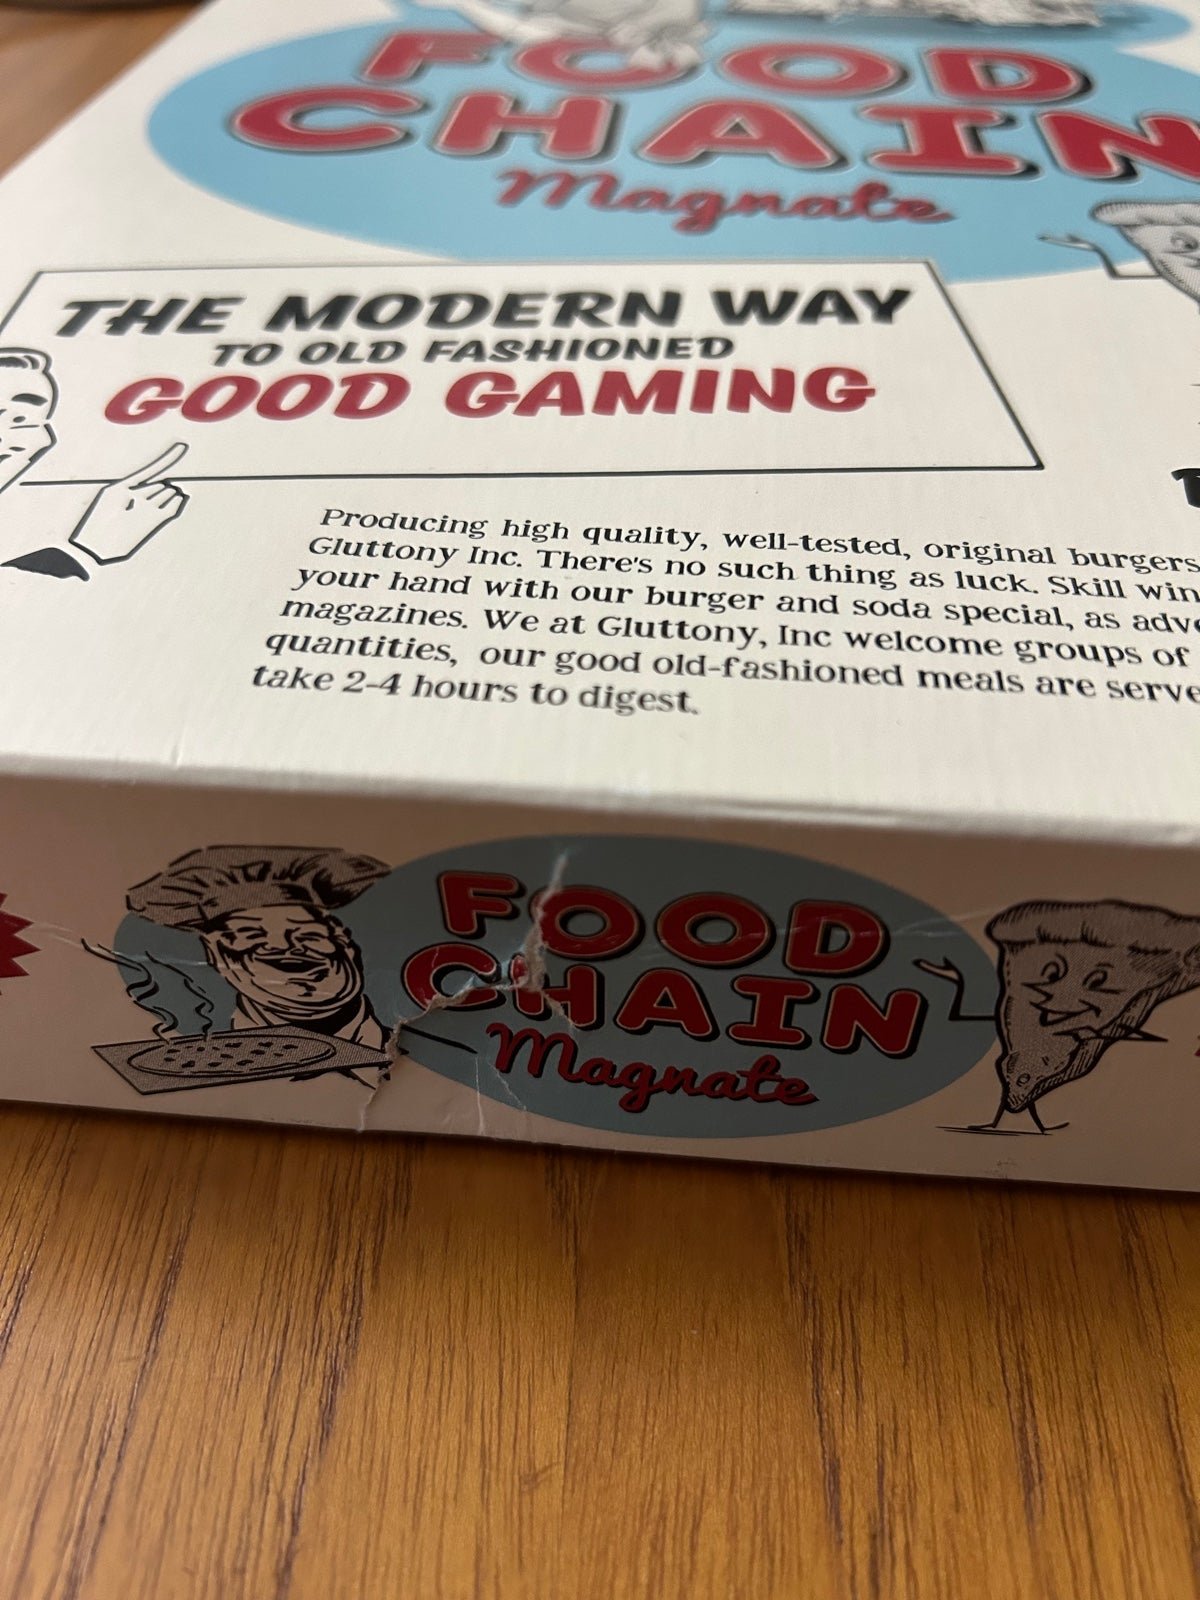 FOOD
CHAIN
Magnate
THE MODERN WAY
TO OLD FASHIONED
GOOD GAMING
Producing high quality, well-tested, original burgers
Gluttony Inc. There's no such thing as luck. Skill win
your hand with our burger and soda special, as adve
magazines. We at Gluttony, Inc welcome groups of
quantities, our good old-fashioned meals are serve
take 2-4 hours to digest.
FOOD
CHAIN
Magnate